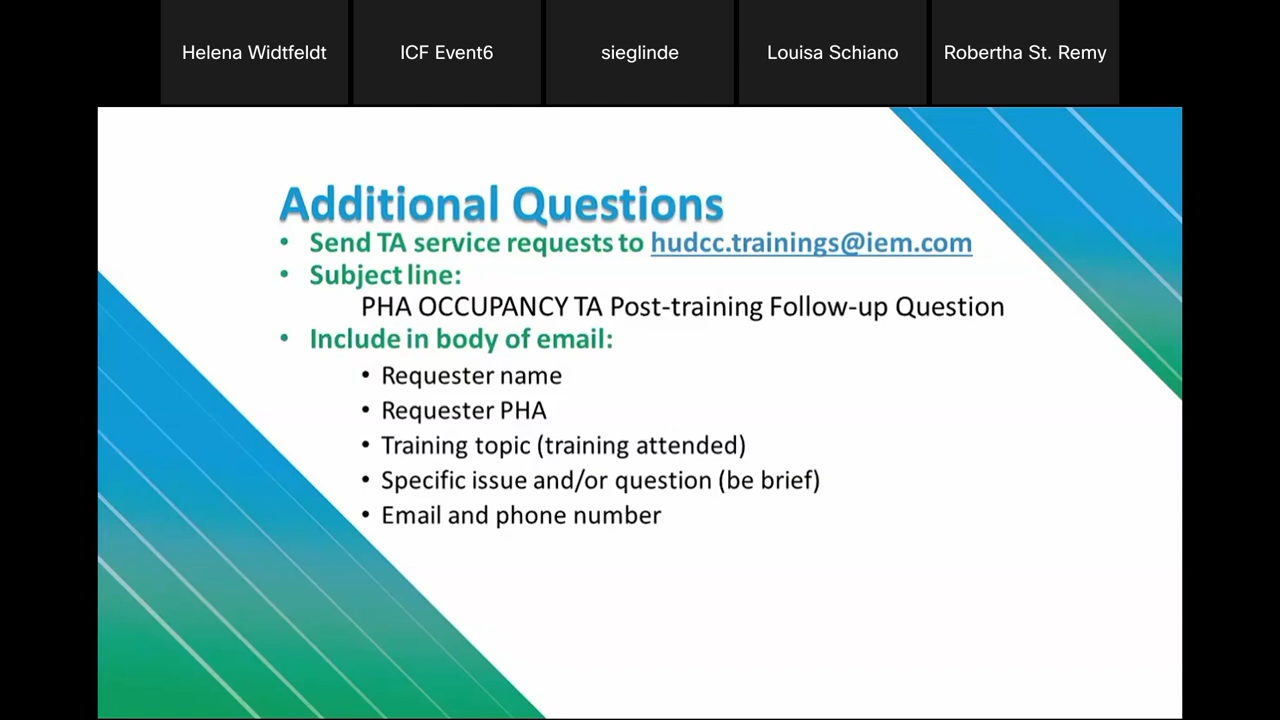 Helena Widtfeldt
ICF Event6
sieglinde
Louisa Schiano
Robertha St. Remy
Additional Questions
• Send TA service requests to hudcc.trainings@iem.com
• Subject line:
PHA OCCUPANCY TA Post-training Follow-up Question
• Include in body of email:
• Requester name
• Requester PHA
• Training topic (training attended)
• Specific issue and/or question (be brief)
• Email and phone number